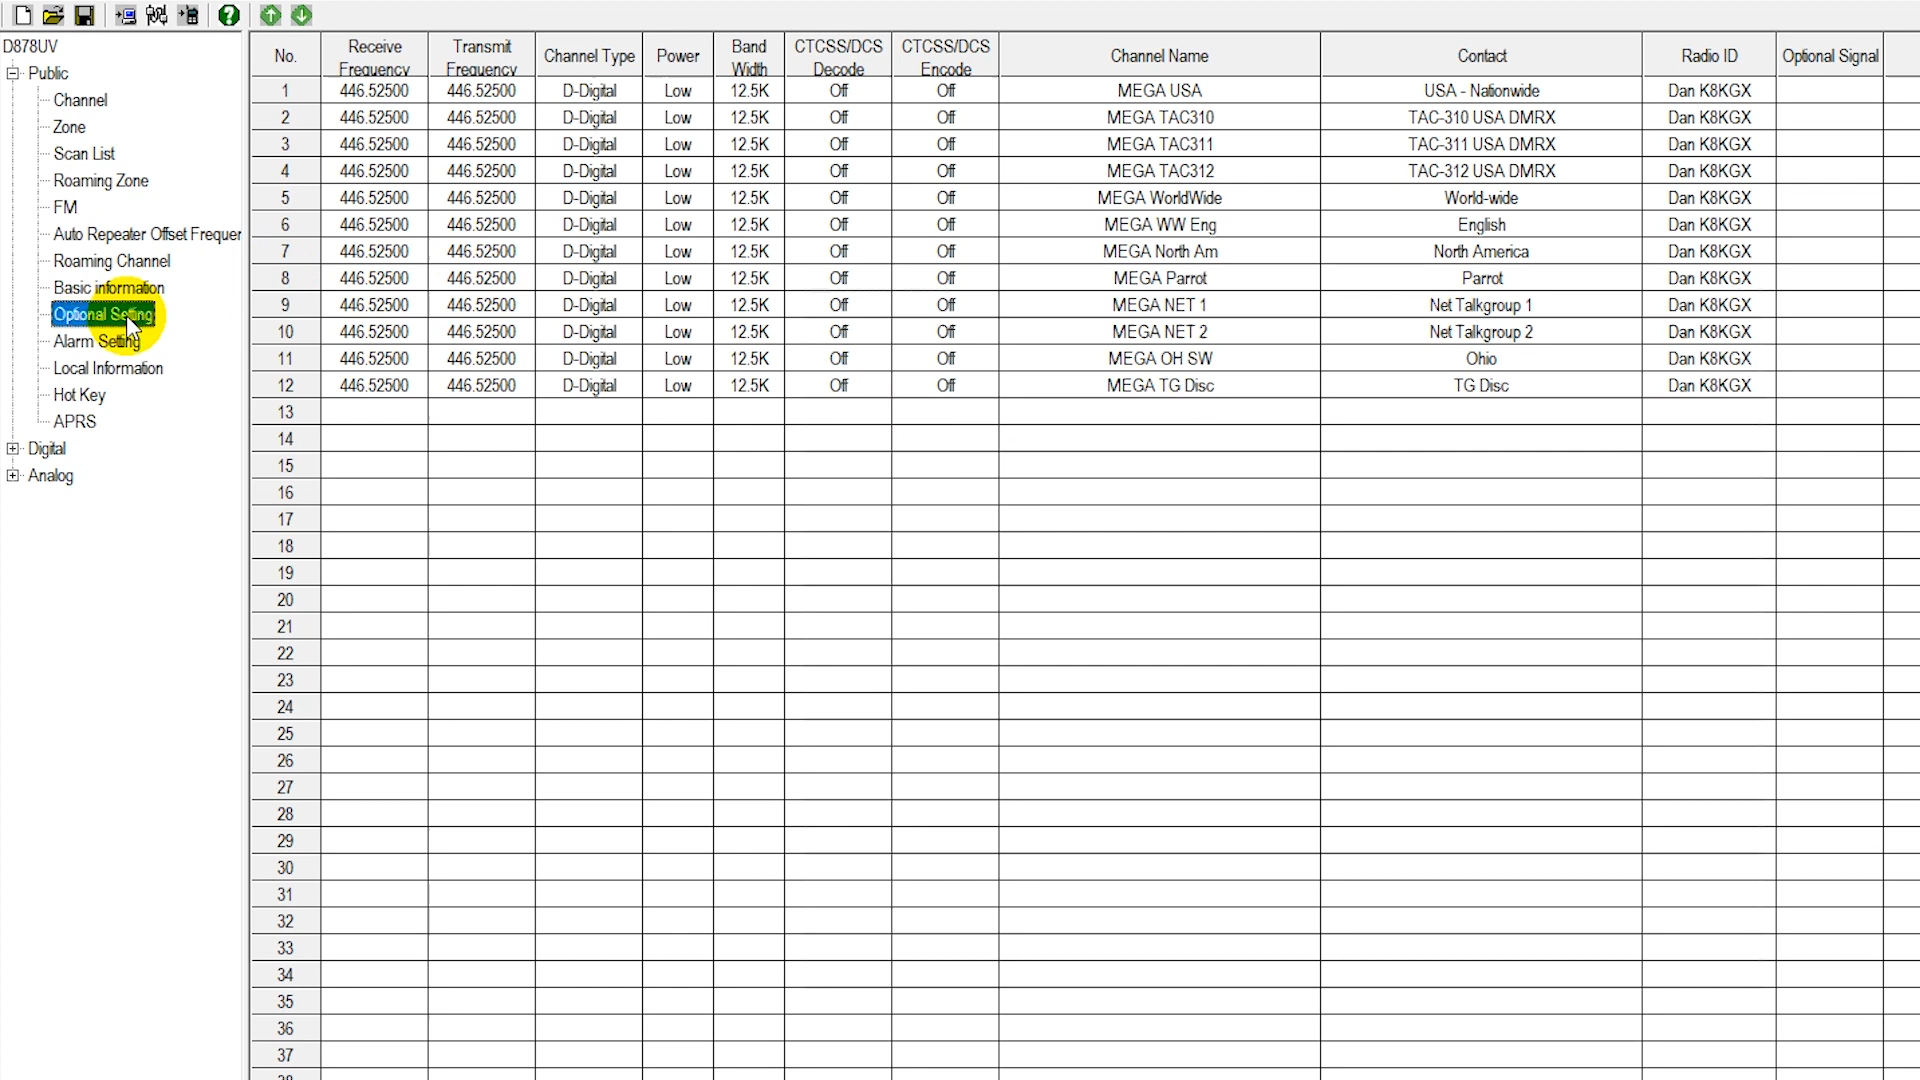 D878UV
Public
Channel
Zone
Scan List
Roaming Zone
FM
Auto Repeater Offset Frequer
Roaming Channel
Basic information
Optional Setting
Alarm Setting
Local Information
Hot Key
APRS
Digital
Analog
No. Receive Frequency Transmit Frequency Channel Type Power Band Width CTCSS/DCS Decode CTCSS/DCS Encode Channel Name Contact Radio ID Optional Signal
1 446.52500 446.52500 D-Digital Low 12.5K Off Off MEGA USA USA - Nationwide Dan K8KGX
2 446.52500 446.52500 D-Digital Low 12.5K Off Off MEGA TAC310 TAC-310 USA DMRX Dan K8KGX
3 446.52500 446.52500 D-Digital Low 12.5K Off Off MEGA TAC311 TAC-311 USA DMRX Dan K8KGX
4 446.52500 446.52500 D-Digital Low 12.5K Off Off MEGA TAC312 TAC-312 USA DMRX Dan K8KGX
5 446.52500 446.52500 D-Digital Low 12.5K Off Off MEGA WorldWide World-wide Dan K8KGX
6 446.52500 446.52500 D-Digital Low 12.5K Off Off MEGA WW Eng English Dan K8KGX
7 446.52500 446.52500 D-Digital Low 12.5K Off Off MEGA North Am North America Dan K8KGX
8 446.52500 446.52500 D-Digital Low 12.5K Off Off MEGA Parrot Parrot Dan K8KGX
9 446.52500 446.52500 D-Digital Low 12.5K Off Off MEGA NET 1 Net Talkgroup 1 Dan K8KGX
10 446.52500 446.52500 D-Digital Low 12.5K Off Off MEGA NET 2 Net Talkgroup 2 Dan K8KGX
11 446.52500 446.52500 D-Digital Low 12.5K Off Off MEGA OH SW Ohio Dan K8KGX
12 446.52500 446.52500 D-Digital Low 12.5K Off Off MEGA TG Disc TG Disc Dan K8KGX
13
14
15
16
17
18
19
20
21
22
23
24
25
26
27
28
29
30
31
32
33
34
35
36
37
38